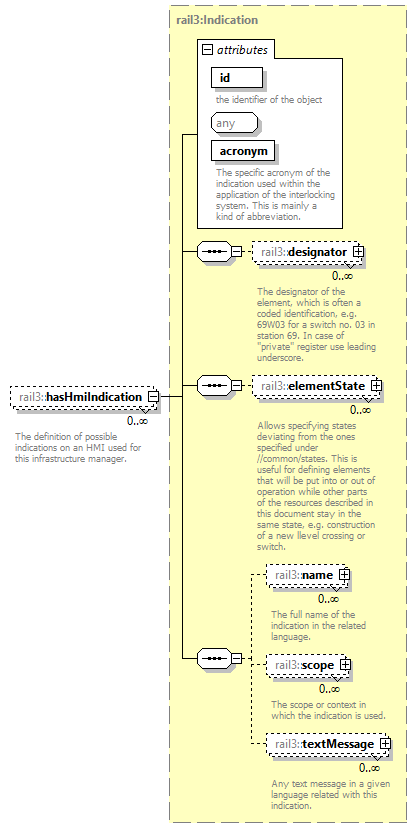 rail3:Indication
attributes
id
the identifier of the object
any
acronym
The specific acronym of the
indication used within the
application of the interlocking
system. This is mainly a
kind of abbreviation.
rail3::designator
0..∞
The designator of the
element, which is often a
coded identification, e.g.
69W03 for a switch no. 03 in
station 69. In case of
"private" register use leading
underscore.
rail3::elementState
0..∞
rail3::hasHmiIndication
0..∞
The definition of possible
indications on an HMI used for
this infrastructure manager.
Allows specifying states
deviating from the ones
specified under
//common/states. This is
useful for defining elements
that will be put into or out of
operation while other parts
of the resources described in
this document stay in the
same state, e.g. construction
of a new llevel crossing or
switch.
rail3::name
0..∞
The full name of the
indication in the related
language.
rail3::scope
0..∞
The scope or context in
which the indication is used.
rail3::textMessage
0..∞
Any text message in a given
language related with this
indication.